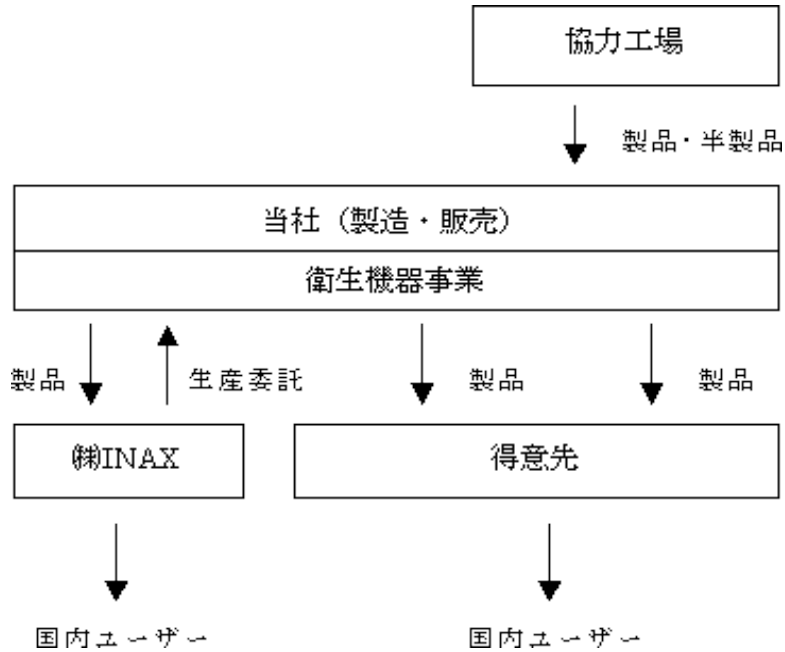 協力工場
製品・半製品
当社（製造・販売）
衛生機器事業
製品
生産委託
製品
製品
㈱INAX
得意先
国内ユーザー
国内ユーザー